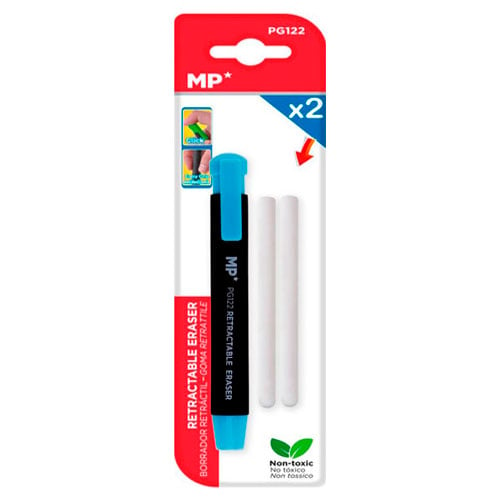 PG122
MP*
x2
MP*
PG122 RETRACTABLE ERASER
RETRACTABLE ERASER
BORRADOR RETRÁCTIL-GOMA RETRATTILE
Non-toxic
No tóxico
Non tossico